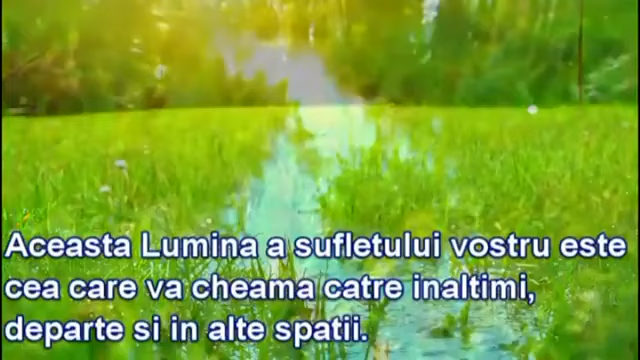 Aceasta Lumina a sufletului vostru este
cea care va cheama catre inaltimi,
departe si in alte spatii.